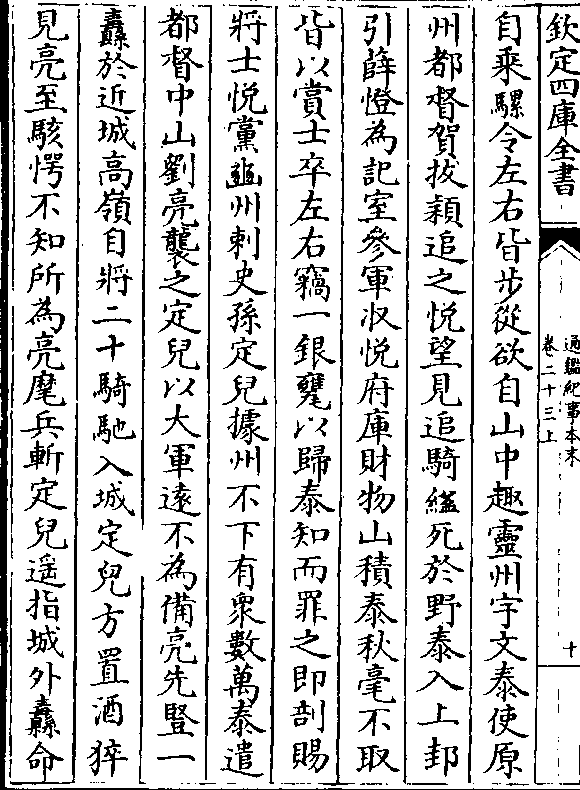 欽定四庫全書
通鑑紀事本末
卷二十三上
十
自乘騾令左右皆步從欲自山中趣靈州宇文泰使原
州都督賀拔穎追之悅望見追騎縊死於野泰入上邽
引薛憕為記室參軍收悅府庫財物山積泰秋毫不取
皆以賞士卒左右竊一銀甕以歸泰知而罪之即剖賜
將士悅黨豳州刺史孫定兒據州不下有衆數萬泰遣
都督中山劉亮襲之定兒以大軍遠不為備亮先豎一
纛於近城高嶺自將二十騎馳入城定兒方置酒猝
見亮至駭愕不知所為亮麾兵斬定兒遥指城外纛命